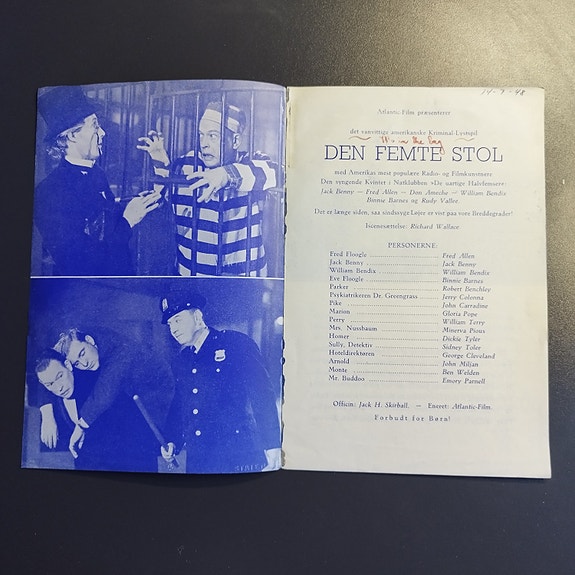 24-9-48
Atlantic-Film præsenterer
det vanvittige amerikanske Kriminal-Lystspil
It's in the bag
DEN FEMTE STOL
med Amerikas mest populære Radio- og Filmkunstnere
Den syngende Kvintet i Natklubben »De uartige Halvfemsere«:
Jack Benny — Fred Allen — Don Ameche — William Bendix
Binnie Barnes og Rudy Vallee.
Det er længe siden, saa sindssyge Løjer er vist paa vore Breddegrader!
Iscenesættelse: Richard Wallace
PERSONERNE:
Fred Floogle ........ Fred Allen
Jack Benny ........ Jack Benny
William Bendix ........ William Bendix
Eve Floogle ........ Binnie Barnes
Parker ........ Robert Benchley
Psykiatrikeren Dr. Greengrass ........ Jerry Colonna
Pike ........ John Carradine
Marion ........ Gloria Pope
Perry ........ William Terry
Mrs. Nussbaum ........ Minerva Pious
Homer ........ Dickie Tyler
Sully, Detektiv ........ Sidney Toler
Hoteldirektøren ........ George Cleveland
Arnold ........ John Miljan
Monte ........ Ben Welden
Mr. Buddoo ........ Emory Parnell
Officin: Jack H. Skirball. — Eneret: Atlantic-Film.
Forbudt for Børn!